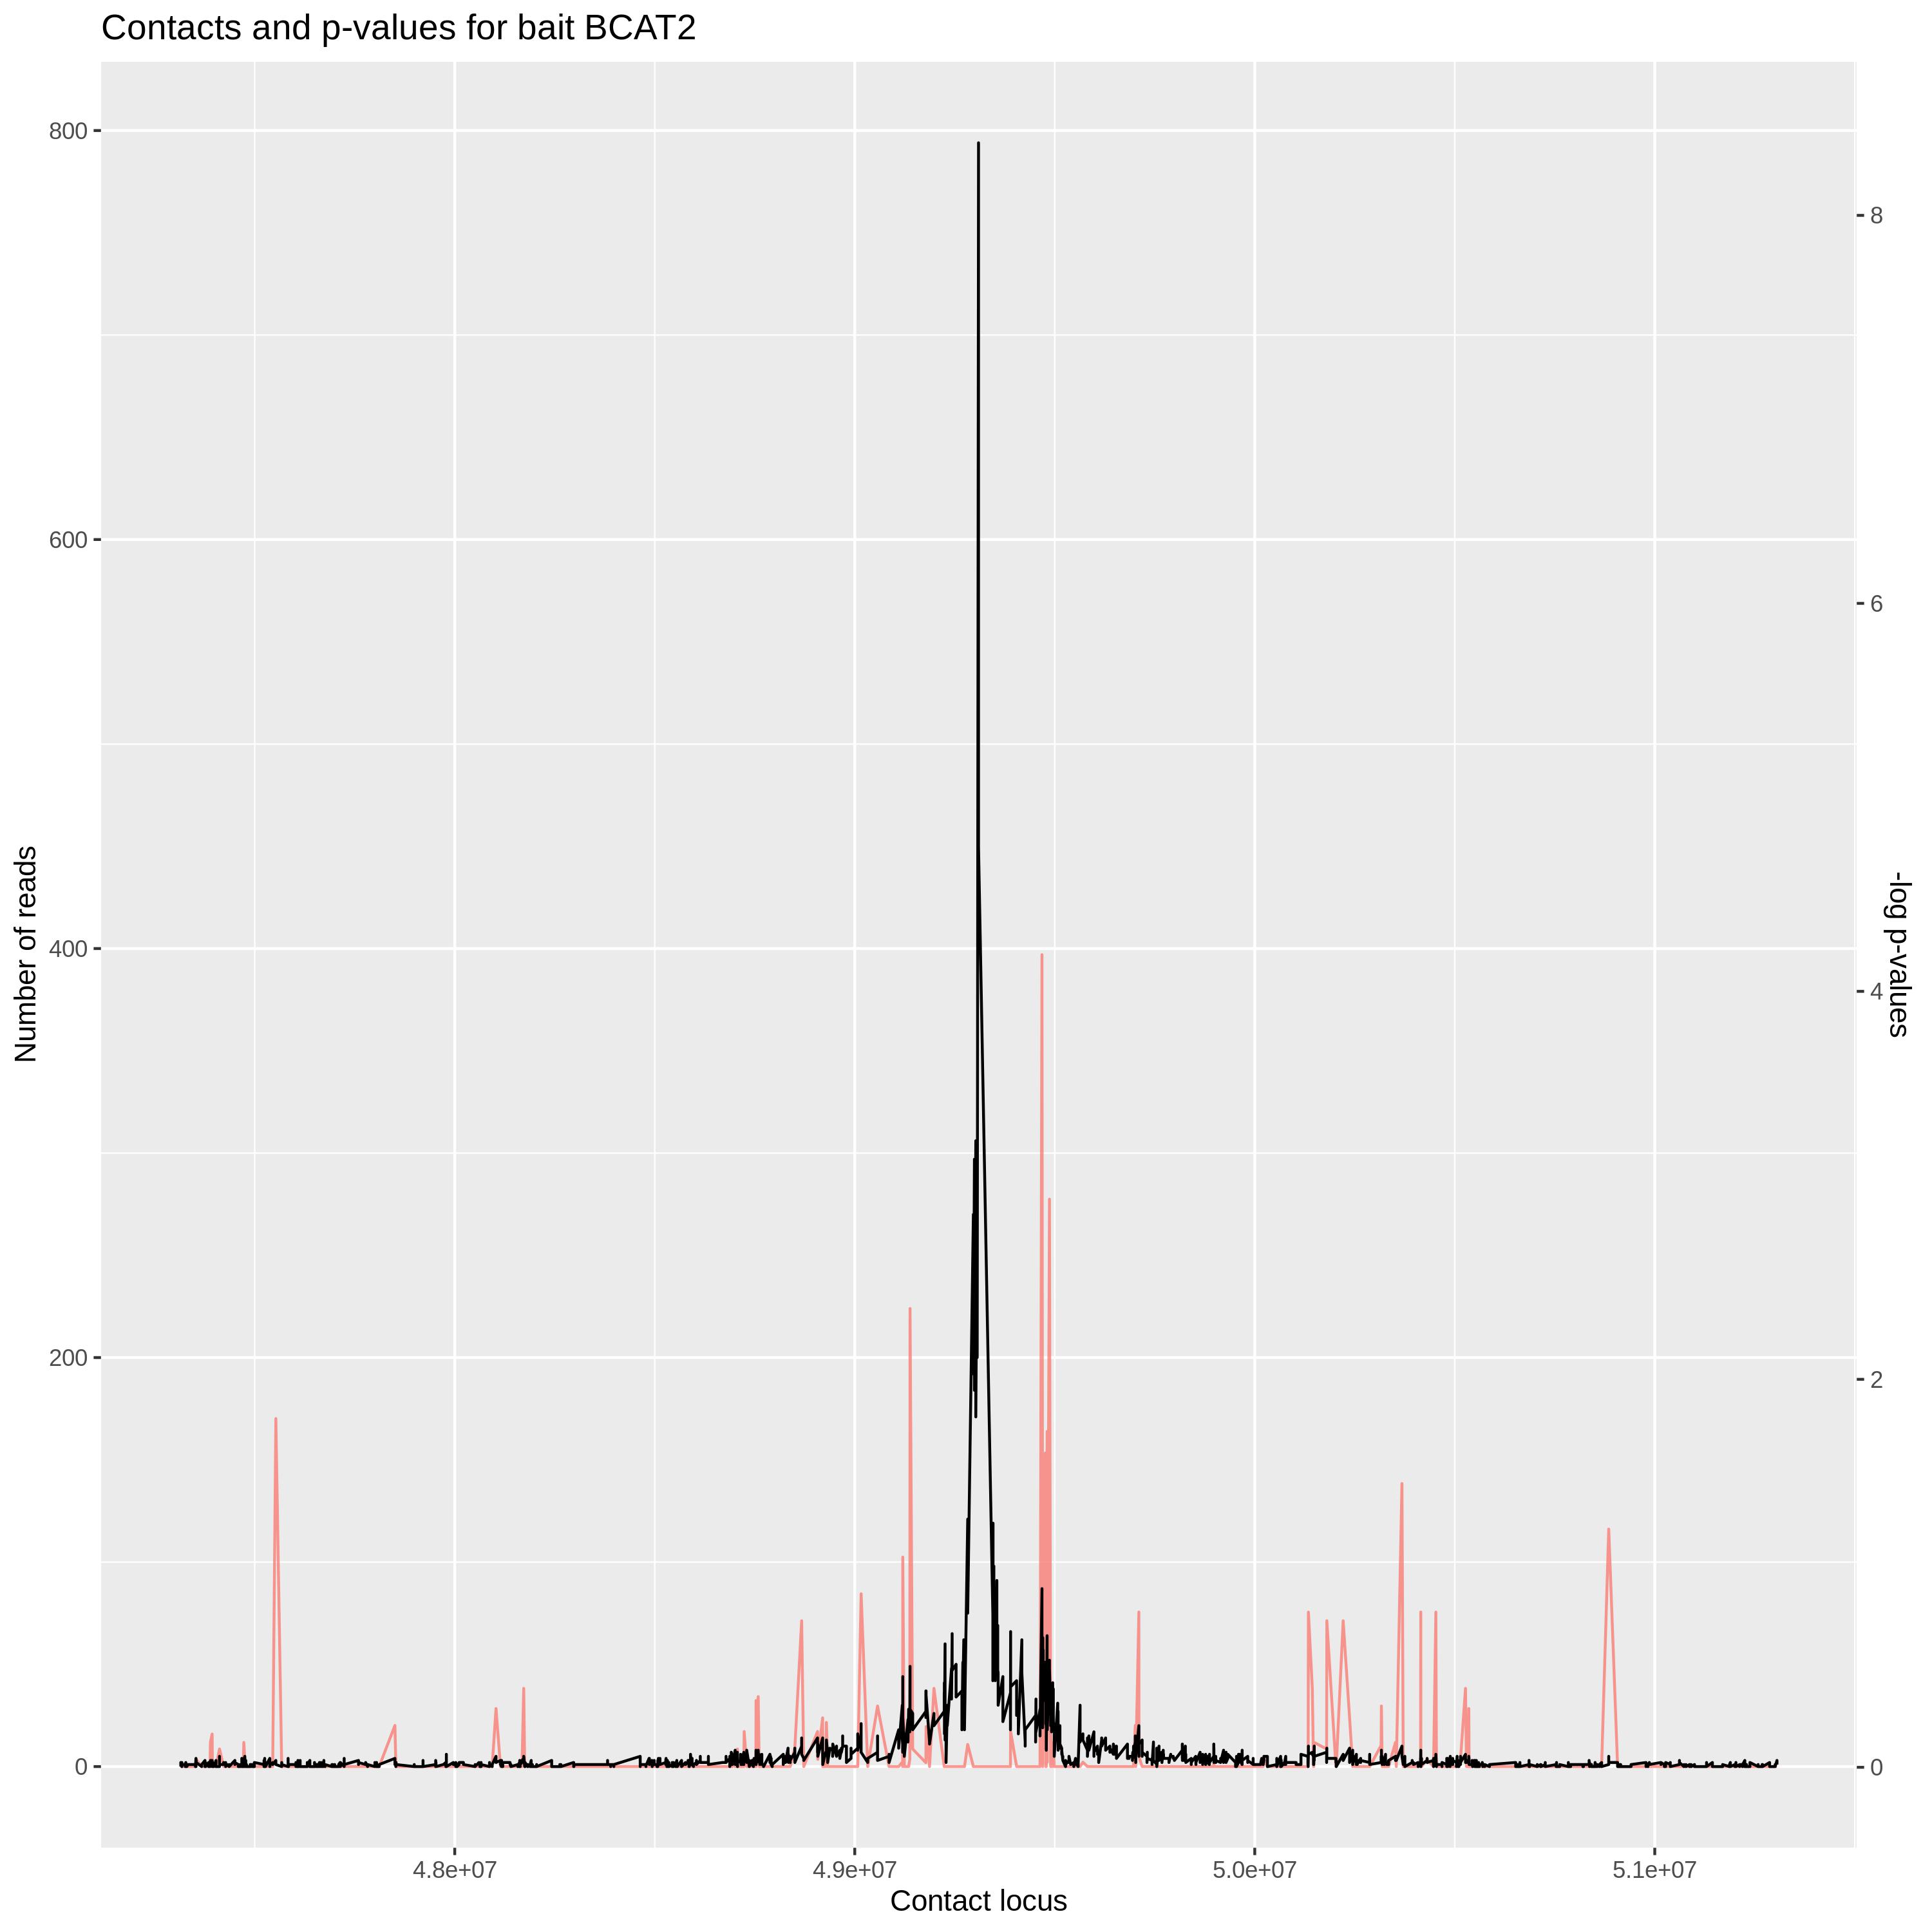 Contacts and p-values for bait BCAT2
800
600
400
200
0
Number of reads
8
6
4
2
0
-log p-values
4.8e+07
4.9e+07
5.0e+07
5.1e+07
Contact locus